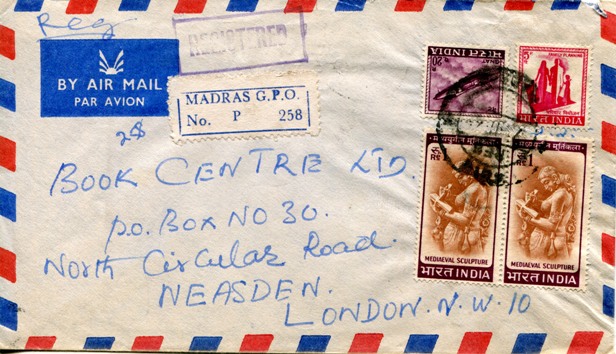 Reg
REGISTERED
BY AIR MAIL
PAR AVION
MADRAS G.P.O.
No. P 258
28
BOOK CENTRE LTD.
P.O. BOX NO 30.
North Circular Road.
NEASDEN.
LONDON. N.W.10
20
भारत INDIA
FAMILY PLANNING
भारत INDIA
मध्ययुगीन मूर्तिकला
MEDIAEVAL SCULPTURE
भारत INDIA
मध्ययुगीन मूर्तिकला
MEDIAEVAL SCULPTURE
भारत INDIA